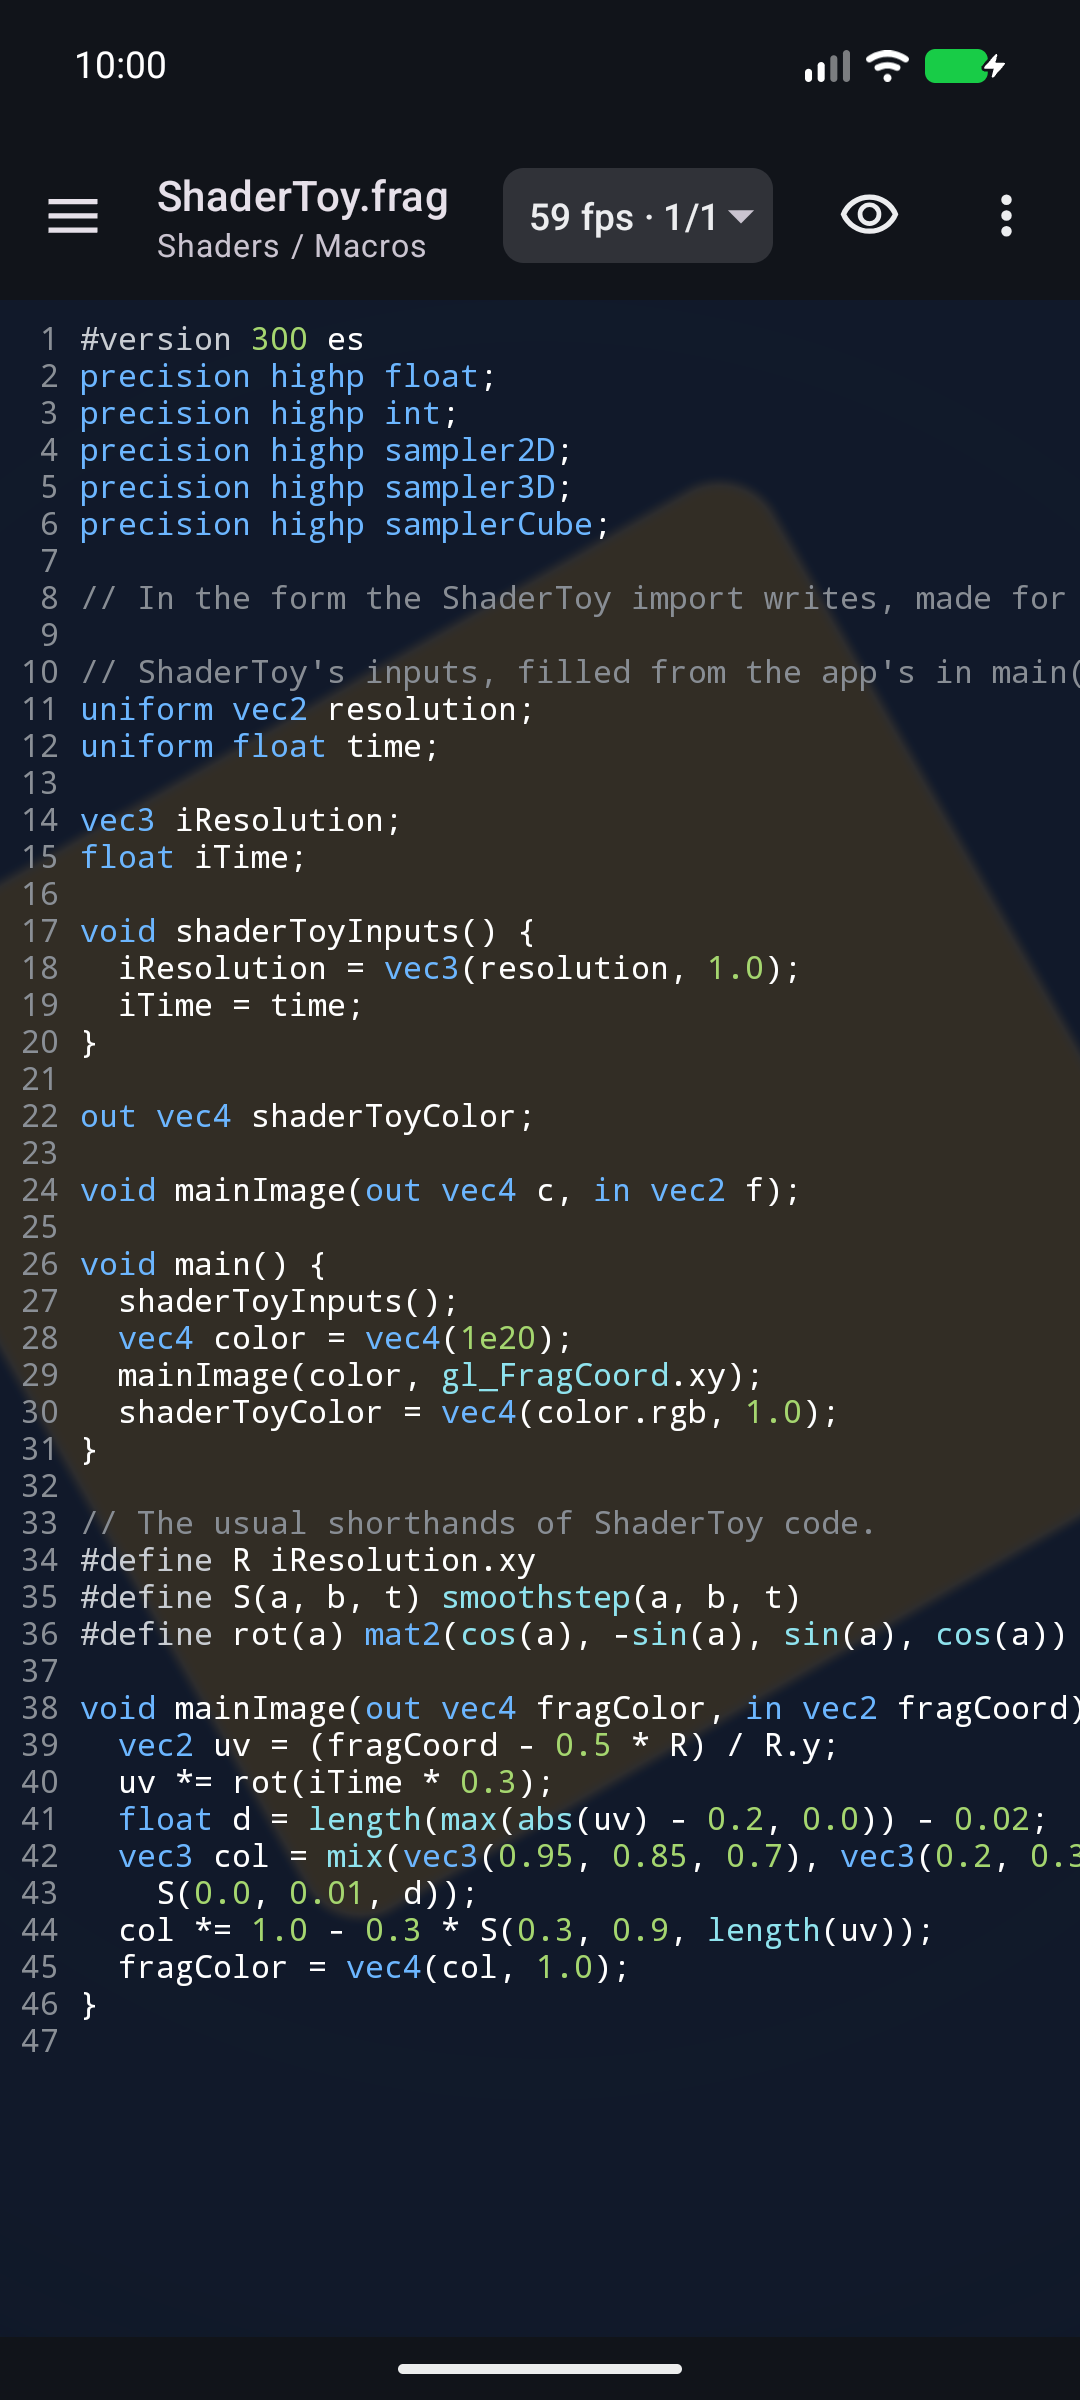 10:00
ShaderToy.frag
Shaders / Macros
59 fps · 1/1
1 #version 300 es
2 precision highp float;
3 precision highp int;
4 precision highp sampler2D;
5 precision highp sampler3D;
6 precision highp samplerCube;
7
8 // In the form the ShaderToy import writes, made for
9
10 // ShaderToy's inputs, filled from the app's in main(
11 uniform vec2 resolution;
12 uniform float time;
13
14 vec3 iResolution;
15 float iTime;
16
17 void shaderToyInputs() {
18   iResolution = vec3(resolution, 1.0);
19   iTime = time;
20 }
21
22 out vec4 shaderToyColor;
23
24 void mainImage(out vec4 c, in vec2 f);
25
26 void main() {
27   shaderToyInputs();
28   vec4 color = vec4(1e20);
29   mainImage(color, gl_FragCoord.xy);
30   shaderToyColor = vec4(color.rgb, 1.0);
31 }
32
33 // The usual shorthands of ShaderToy code.
34 #define R iResolution.xy
35 #define S(a, b, t) smoothstep(a, b, t)
36 #define rot(a) mat2(cos(a), -sin(a), sin(a), cos(a))
37
38 void mainImage(out vec4 fragColor, in vec2 fragCoord)
39   vec2 uv = (fragCoord - 0.5 * R) / R.y;
40   uv *= rot(iTime * 0.3);
41   float d = length(max(abs(uv) - 0.2, 0.0)) - 0.02;
42   vec3 col = mix(vec3(0.95, 0.85, 0.7), vec3(0.2, 0.3
43     S(0.0, 0.01, d));
44   col *= 1.0 - 0.3 * S(0.3, 0.9, length(uv));
45   fragColor = vec4(col, 1.0);
46 }
47